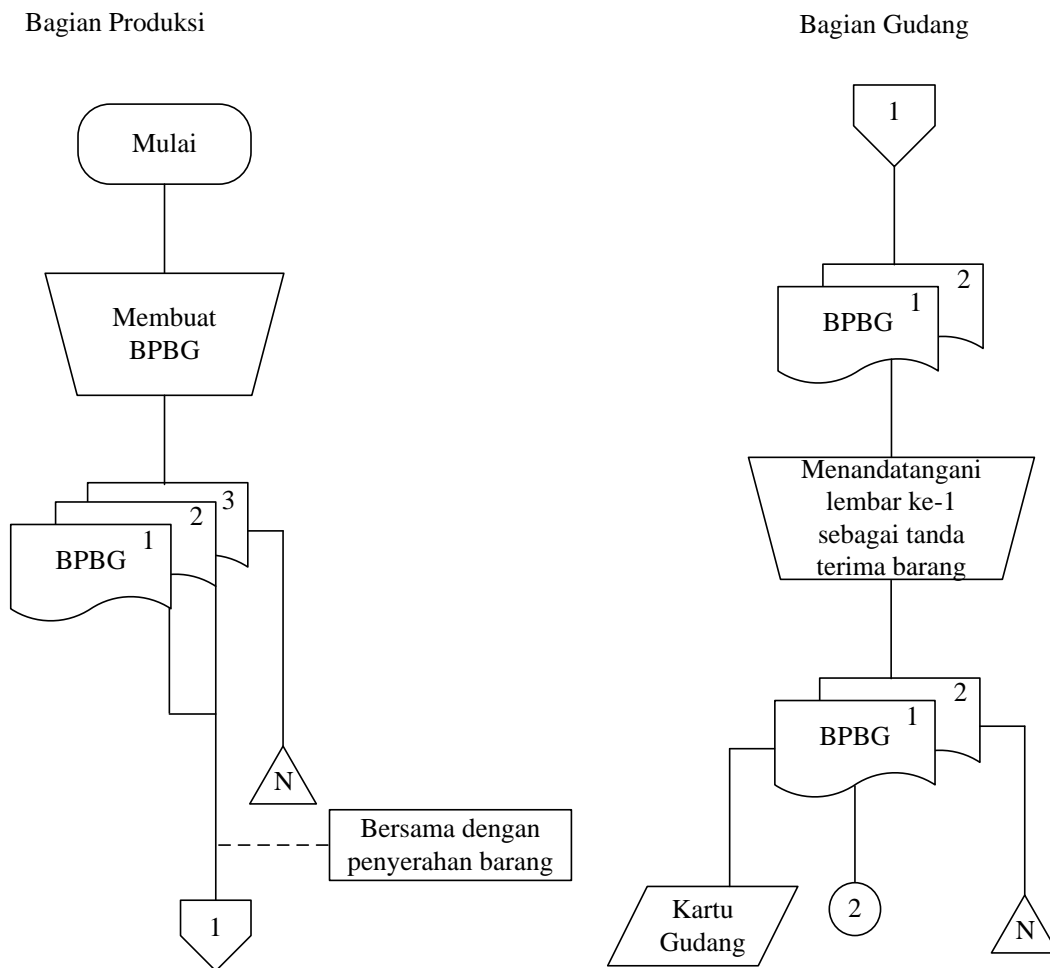 Bagian Produksi
Mulai
Membuat
BPBG
3
2
1
BPBG
N
Bersama dengan
penyerahan barang
1
Bagian Gudang
1
2
1
BPBG
Menandatangani
lembar ke-1
sebagai tanda
terima barang
2
1
BPBG
Kartu
Gudang
2
N